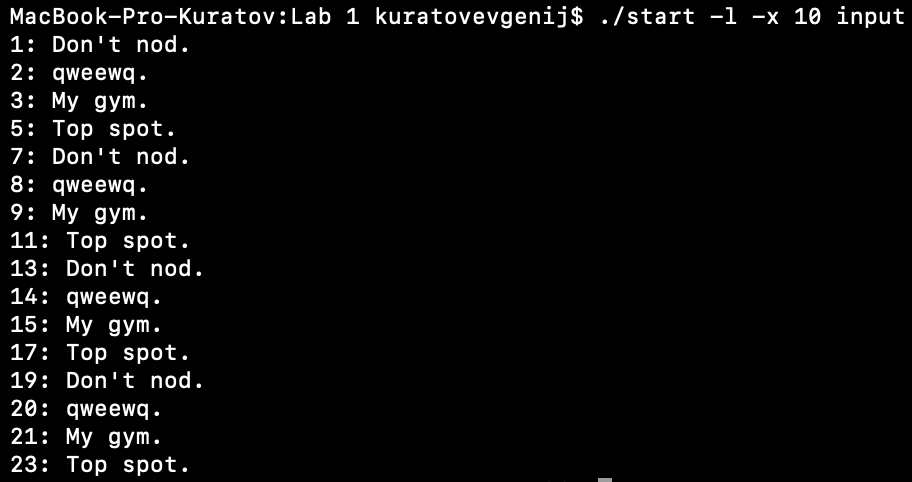 MacBook-Pro-Kuratov:Lab 1 kuratovevgenij$ ./start -l -x 10 input
1: Don't nod.
2: qweewq.
3: My gym.
5: Top spot.
7: Don't nod.
8: qweewq.
9: My gym.
11: Top spot.
13: Don't nod.
14: qweewq.
15: My gym.
17: Top spot.
19: Don't nod.
20: qweewq.
21: My gym.
23: Top spot.